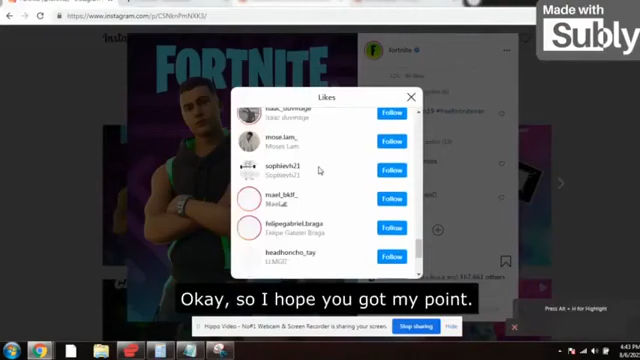 https://www.instagram.com/p/CSNknPmNXK3/
Made with
Subly
FORTNITE
fortnite
Likes
Follow
mose.lam_
Moses Lam
Follow
sophievh21
Sophievh21
Follow
mael_bklf_
Follow
felipegabriel.braga
Felipe Gabriel Braga
Follow
headhoncho_tay
Follow
Okay, so I hope you got my point.
Press Alt + H for Highlight
Hippo Video - No#1 Webcam & Screen Recorder is sharing your screen.
Stop sharing
Hide
4:43 PM